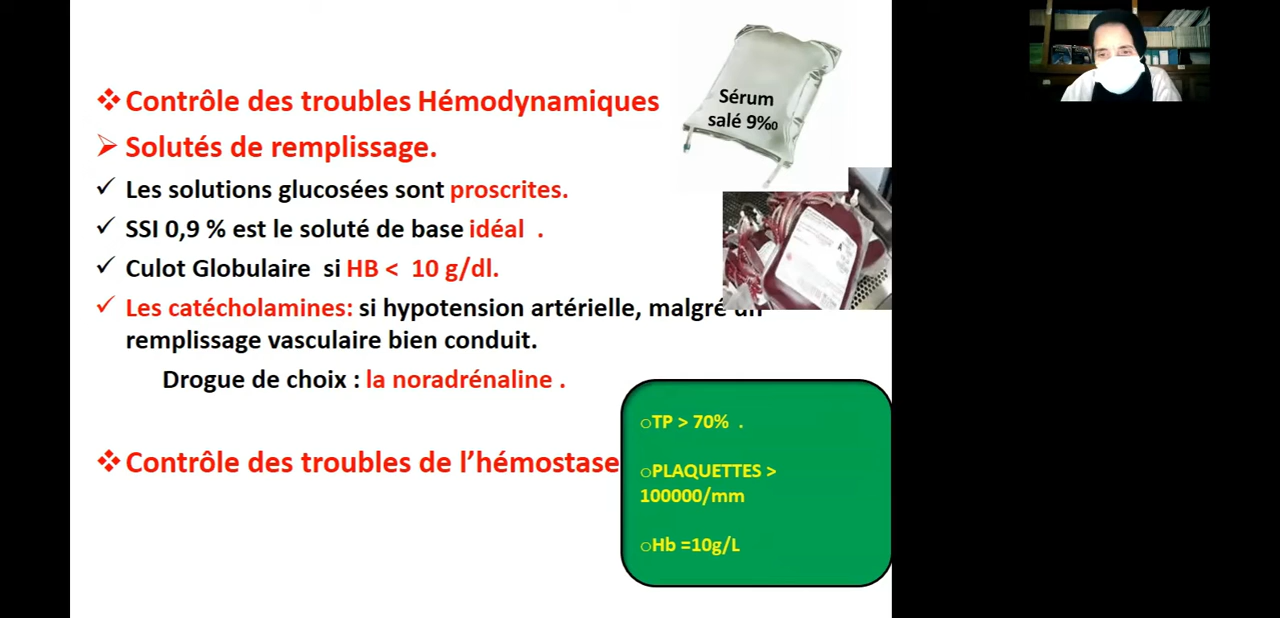 ❖Contrôle des troubles Hémodynamiques
Sérum
salé 9‰
➢ Solutés de remplissage.
✓ Les solutions glucosées sont proscrites.
✓ SSI 0,9 % est le soluté de base idéal .
✓ Culot Globulaire si HB < 10 g/dl.
✓ Les catécholamines: si hypotension artérielle, malgré un
remplissage vasculaire bien conduit.
Drogue de choix : la noradrénaline .
❖Contrôle des troubles de l’hémostase
○TP > 70% .
○PLAQUETTES >
100000/mm
○Hb =10g/L